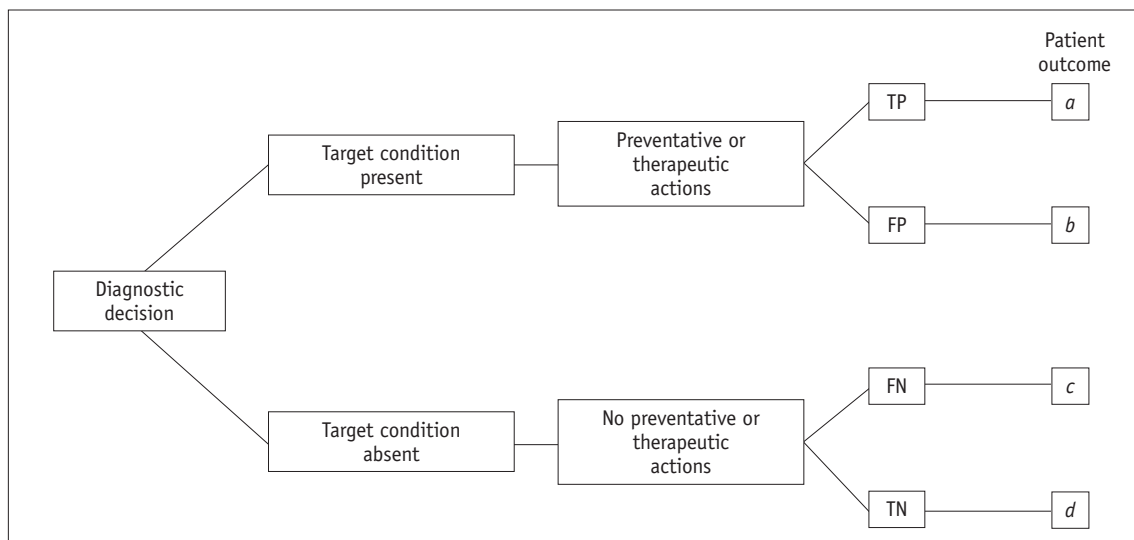 Patient
outcome
TP
a
Target condition
present
Preventative or
therapeutic
actions
FP
b
Diagnostic
decision
FN
c
Target condition
absent
No preventative or
therapeutic
actions
TN
d